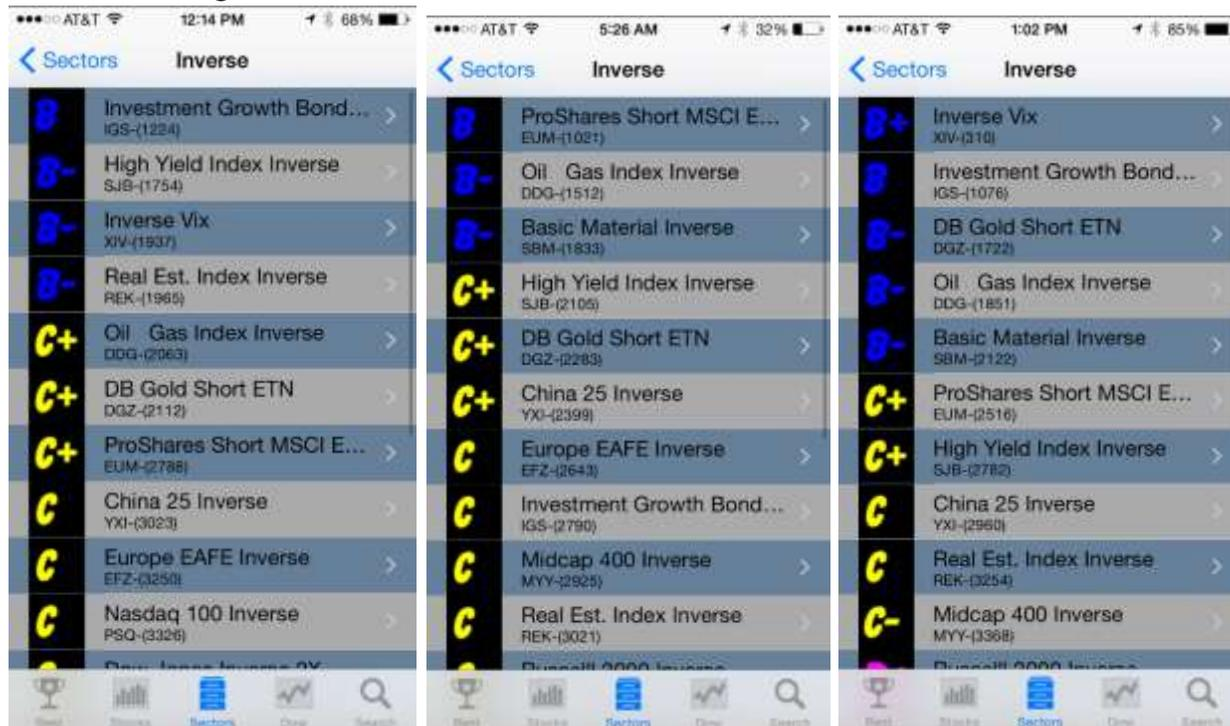 AT&T 12:14 PM 68%
Sectors Inverse
B Investment Growth Bond...
IGS-(1224)
B- High Yield Index Inverse
SJB-(1754)
B- Inverse Vix
XIV-(1937)
B- Real Est. Index Inverse
REK-(1965)
C+ Oil Gas Index Inverse
DDG-(2063)
C+ DB Gold Short ETN
DGZ-(2112)
C+ ProShares Short MSCI E...
EUM-(2788)
C China 25 Inverse
YXI-(3023)
C Europe EAFE Inverse
EFZ-(3250)
C Nasdaq 100 Inverse
PSQ-(3326)
Sectors
AT&T 5:26 AM 32%
Sectors Inverse
B ProShares Short MSCI E...
EUM-(1021)
B- Oil Gas Index Inverse
DDG-(1512)
B- Basic Material Inverse
SBM-(1833)
C+ High Yield Index Inverse
SJB-(2105)
C+ DB Gold Short ETN
DGZ-(2283)
C+ China 25 Inverse
YXI-(2399)
C Europe EAFE Inverse
EFZ-(2643)
C Investment Growth Bond...
IGS-(2790)
C Midcap 400 Inverse
MYY-(2925)
C Real Est. Index Inverse
REK-(3021)
Sectors
AT&T 1:02 PM 85%
Sectors Inverse
B+ Inverse Vix
XIV-(310)
B Investment Growth Bond...
IGS-(1076)
B- DB Gold Short ETN
DGZ-(1722)
B- Oil Gas Index Inverse
DDG-(1851)
B- Basic Material Inverse
SBM-(2122)
C+ ProShares Short MSCI E...
EUM-(2516)
C+ High Yield Index Inverse
SJB-(2782)
C China 25 Inverse
YXI-(2960)
C Real Est. Index Inverse
REK-(3254)
C- Midcap 400 Inverse
MYY-(3368)
Sectors